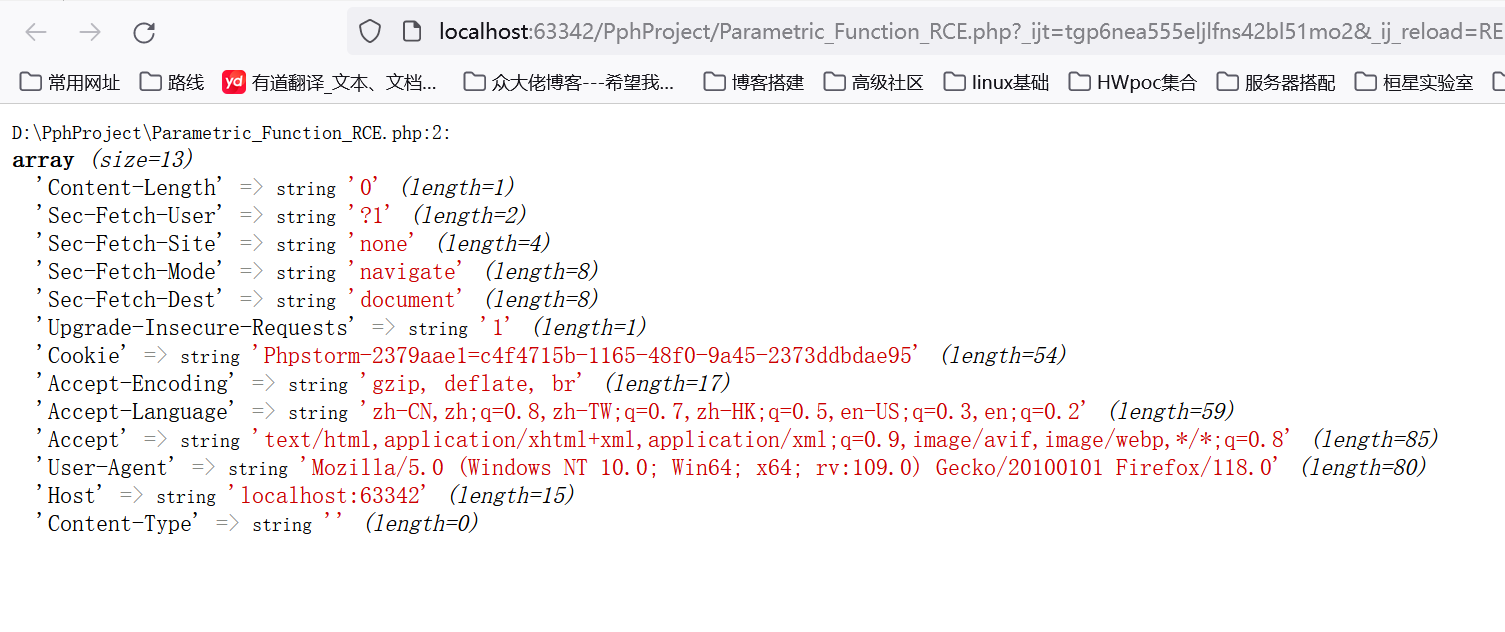 localhost:63342/PphProject/Parametric_Function_RCE.php?_ijt=tgp6nea555eljlfns42bl51mo2&_ij_reload=RE
常用网址 路线 yd 有道翻译_文本、文档... 众大佬博客---希望我... 博客搭建 高级社区 linux基础 HWpoc集合 服务器搭配 桓星实验室
D:\PphProject\Parametric_Function_RCE.php:2:
array (size=13)
'Content-Length' => string '0' (length=1)
'Sec-Fetch-User' => string '?1' (length=2)
'Sec-Fetch-Site' => string 'none' (length=4)
'Sec-Fetch-Mode' => string 'navigate' (length=8)
'Sec-Fetch-Dest' => string 'document' (length=8)
'Upgrade-Insecure-Requests' => string '1' (length=1)
'Cookie' => string 'Phpstorm-2379aae1=c4f4715b-1165-48f0-9a45-2373ddbdae95' (length=54)
'Accept-Encoding' => string 'gzip, deflate, br' (length=17)
'Accept-Language' => string 'zh-CN,zh;q=0.8,zh-TW;q=0.7,zh-HK;q=0.5,en-US;q=0.3,en;q=0.2' (length=59)
'Accept' => string 'text/html,application/xhtml+xml,application/xml;q=0.9,image/avif,image/webp,*/*;q=0.8' (length=85)
'User-Agent' => string 'Mozilla/5.0 (Windows NT 10.0; Win64; x64; rv:109.0) Gecko/20100101 Firefox/118.0' (length=80)
'Host' => string 'localhost:63342' (length=15)
'Content-Type' => string '' (length=0)